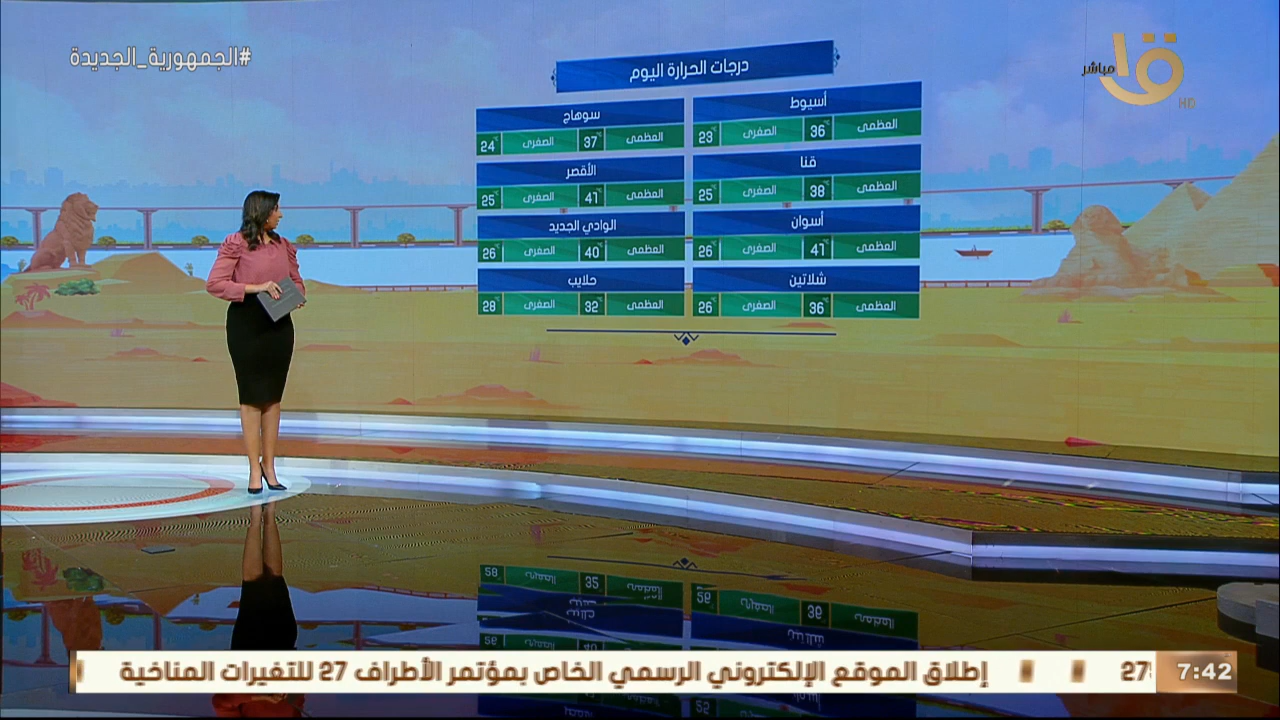 #الجمهورية_الجديدة
مباشر
HD
درجات الحرارة اليوم
أسيوط
العظمى 36°C الصغرى 23°C
سوهاج
العظمى 37°C الصغرى 24°C
قنا
العظمى 38°C الصغرى 25°C
الأقصر
العظمى 41°C الصغرى 25°C
أسوان
العظمى 41°C الصغرى 26°C
الوادي الجديد
العظمى 40°C الصغرى 26°C
شلاتين
العظمى 36°C الصغرى 26°C
حلايب
العظمى 32°C الصغرى 28°C
7:42
27
إطلاق الموقع الإلكتروني الرسمي الخاص بمؤتمر الأطراف 27 للتغيرات المناخية